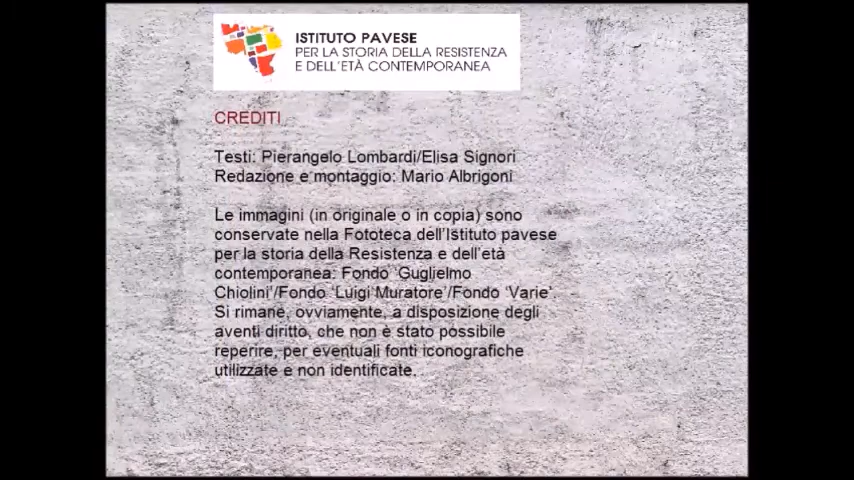 ISTITUTO PAVESE
PER LA STORIA DELLA RESISTENZA
E DELL'ETÀ CONTEMPORANEA
CREDITI
Testi: Pierangelo Lombardi/Elisa Signori
Redazione e montaggio: Mario Albrigoni
Le immagini (in originale o in copia) sono
conservate nella Fototeca dell'Istituto pavese
per la storia della Resistenza e dell'età
contemporanea: Fondo 'Guglielmo
Chiolini'/Fondo 'Luigi Muratore'/Fondo 'Varie'.
Si rimane, ovviamente, a disposizione degli
aventi diritto, che non è stato possibile
reperire, per eventuali fonti iconografiche
utilizzate e non identificate.